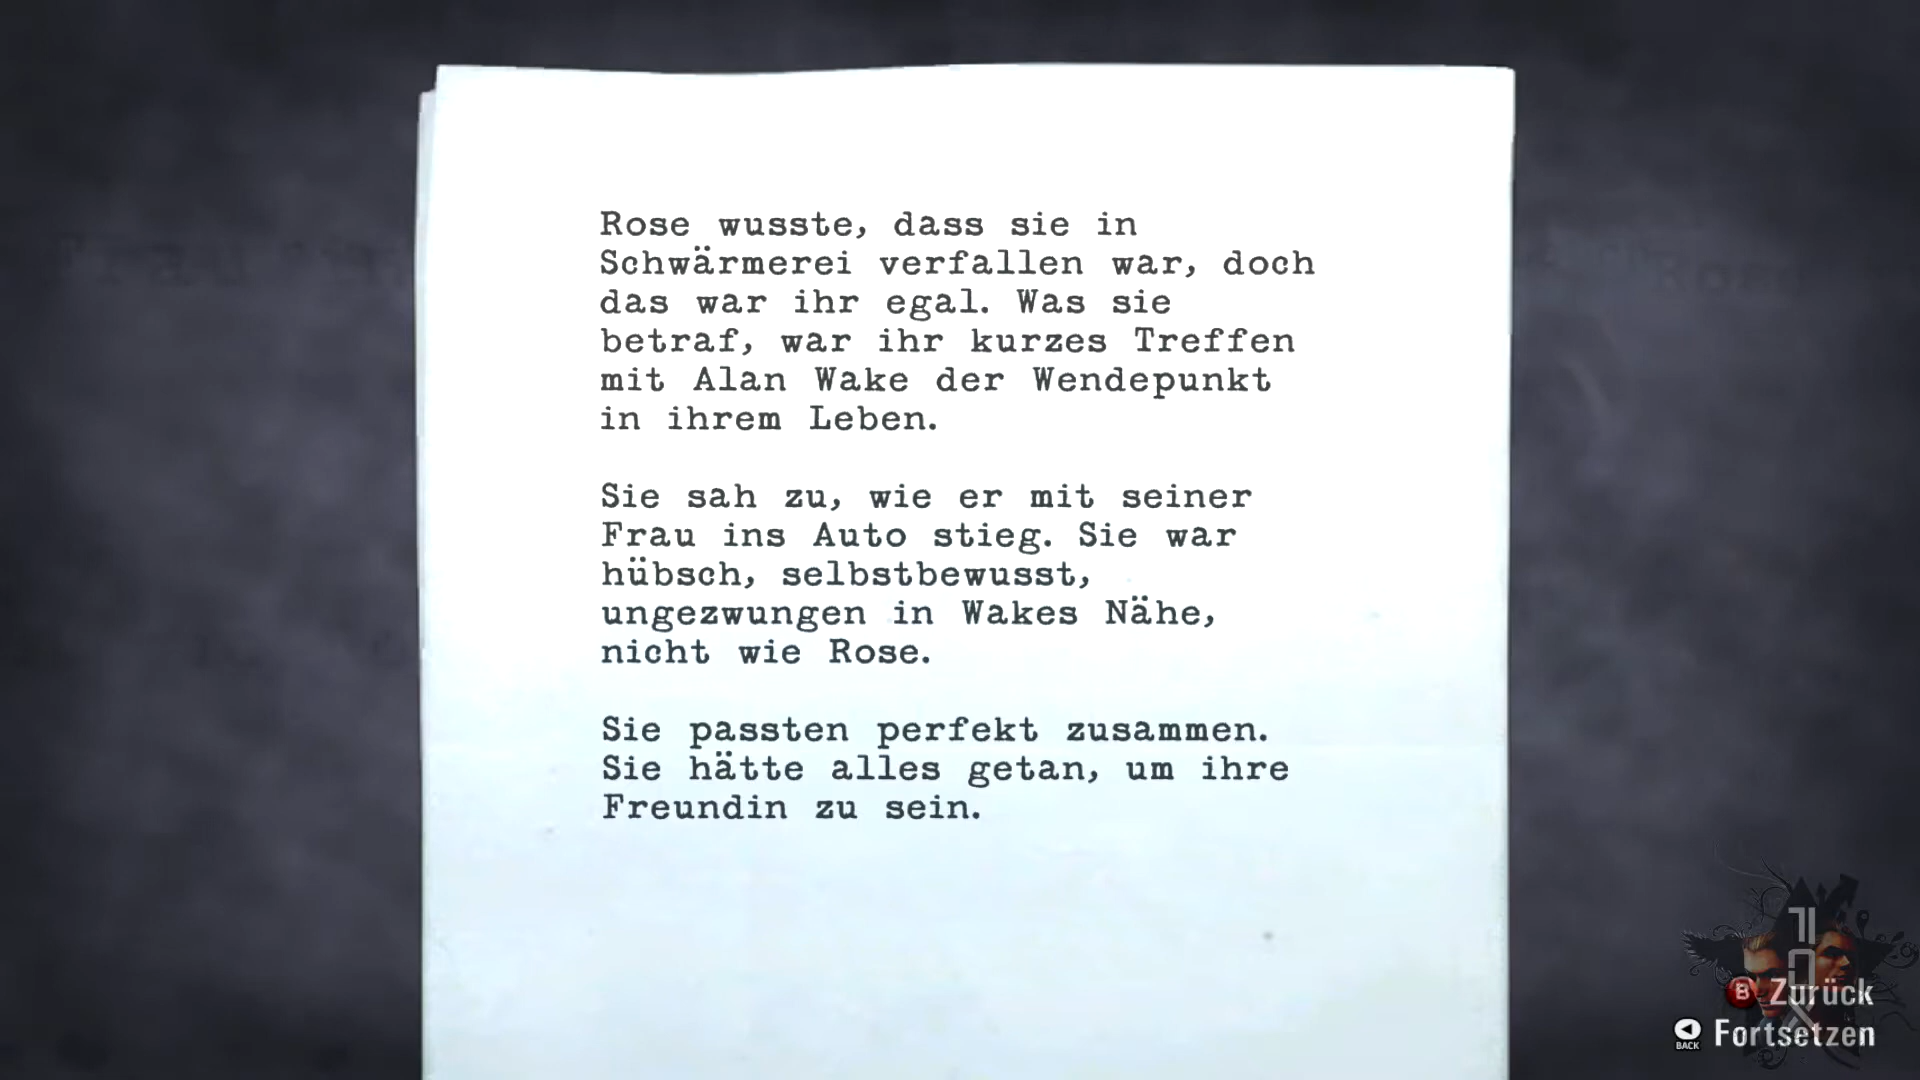 Rose wusste, dass sie in
Schwärmerei verfallen war, doch
das war ihr egal. Was sie
betraf, war ihr kurzes Treffen
mit Alan Wake der Wendepunkt
in ihrem Leben.
Sie sah zu, wie er mit seiner
Frau ins Auto stieg. Sie war
hübsch, selbstbewusst,
ungezwungen in Wakes Nähe,
nicht wie Rose.
Sie passten perfekt zusammen.
Sie hätte alles getan, um ihre
Freundin zu sein.
B Zurück
BACK Fortsetzen